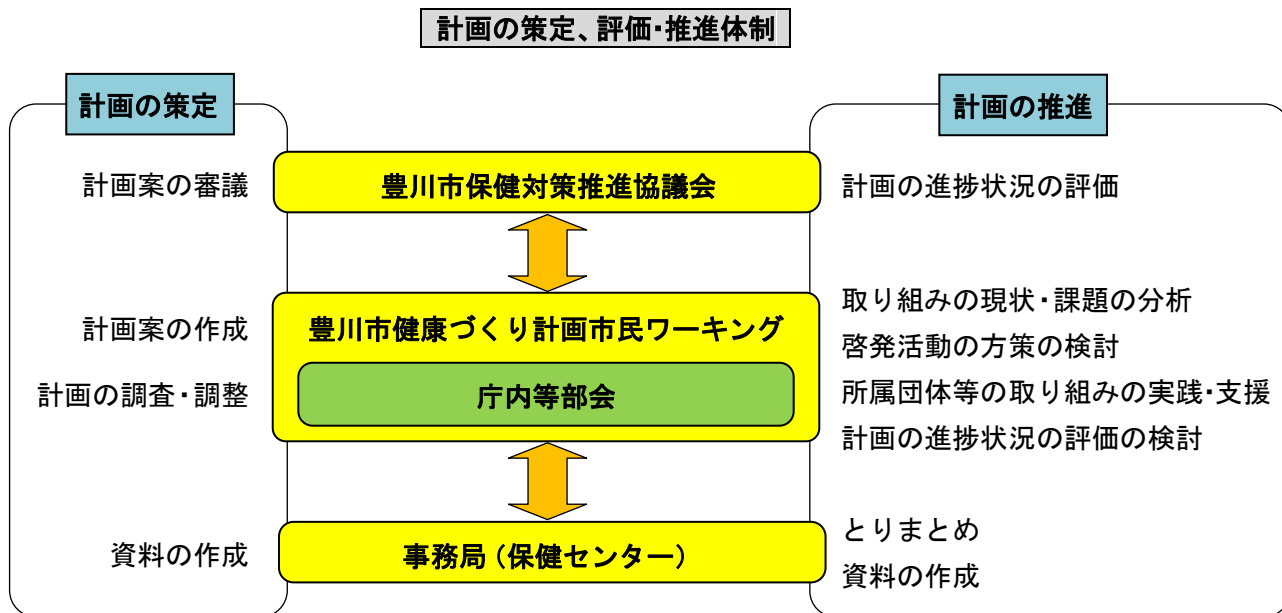 計画の策定、評価・推進体制
計画の策定
計画の推進
計画案の審議
豊川市保健対策推進協議会
計画の進捗状況の評価
計画案の作成
計画の調査・調整
豊川市健康づくり計画市民ワーキング
庁内等部会
取り組みの現状・課題の分析
啓発活動の方策の検討
所属団体等の取り組みの実践・支援
計画の進捗状況の評価の検討
資料の作成
事務局（保健センター）
とりまとめ
資料の作成